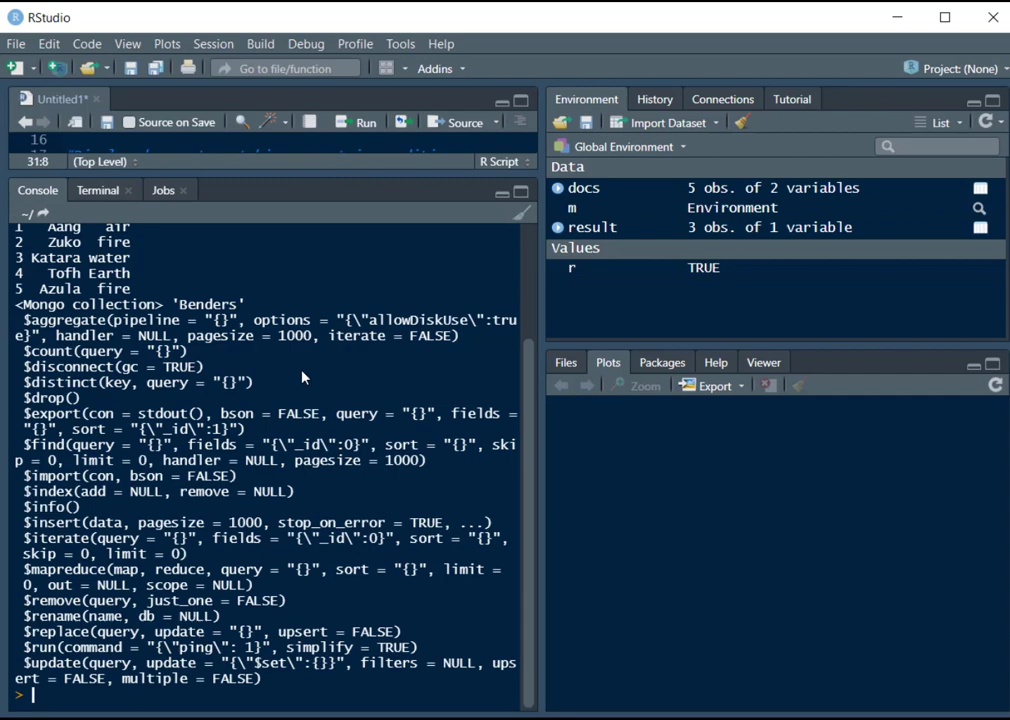 RStudio
File Edit Code View Plots Session Build Debug Profile Tools Help
Go to file/function Addins Project: (None)
Untitled1*
Source on Save Run Source
16
31:8 (Top Level) R Script
Console Terminal Jobs
~/
1 Aang air
2 Zuko fire
3 Katara water
4 Tofh Earth
5 Azula fire
<Mongo collection> 'Benders'
$aggregate(pipeline = "{}", options = "{\"allowDiskUse\":tru
e}", handler = NULL, pagesize = 1000, iterate = FALSE)
$count(query = "{}")
$disconnect(gc = TRUE)
$distinct(key, query = "{}")
$drop()
$export(con = stdout(), bson = FALSE, query = "{}", fields =
"{}", sort = "{\"_id\":1}")
$find(query = "{}", fields = "{\"_id\":0}", sort = "{}", ski
p = 0, limit = 0, handler = NULL, pagesize = 1000)
$import(con, bson = FALSE)
$index(add = NULL, remove = NULL)
$info()
$insert(data, pagesize = 1000, stop_on_error = TRUE, ...)
$iterate(query = "{}", fields = "{\"_id\":0}", sort = "{}",
skip = 0, limit = 0)
$mapreduce(map, reduce, query = "{}", sort = "{}", limit =
0, out = NULL, scope = NULL)
$remove(query, just_one = FALSE)
$rename(name, db = NULL)
$replace(query, update = "{}", upsert = FALSE)
$run(command = "{\"ping\": 1}", simplify = TRUE)
$update(query, update = "{\"$set\":{}}", filters = NULL, ups
ert = FALSE, multiple = FALSE)
>
Environment History Connections Tutorial
Import Dataset List
Global Environment
Data
docs 5 obs. of 2 variables
m Environment
result 3 obs. of 1 variable
Values
r TRUE
Files Plots Packages Help Viewer
Zoom Export